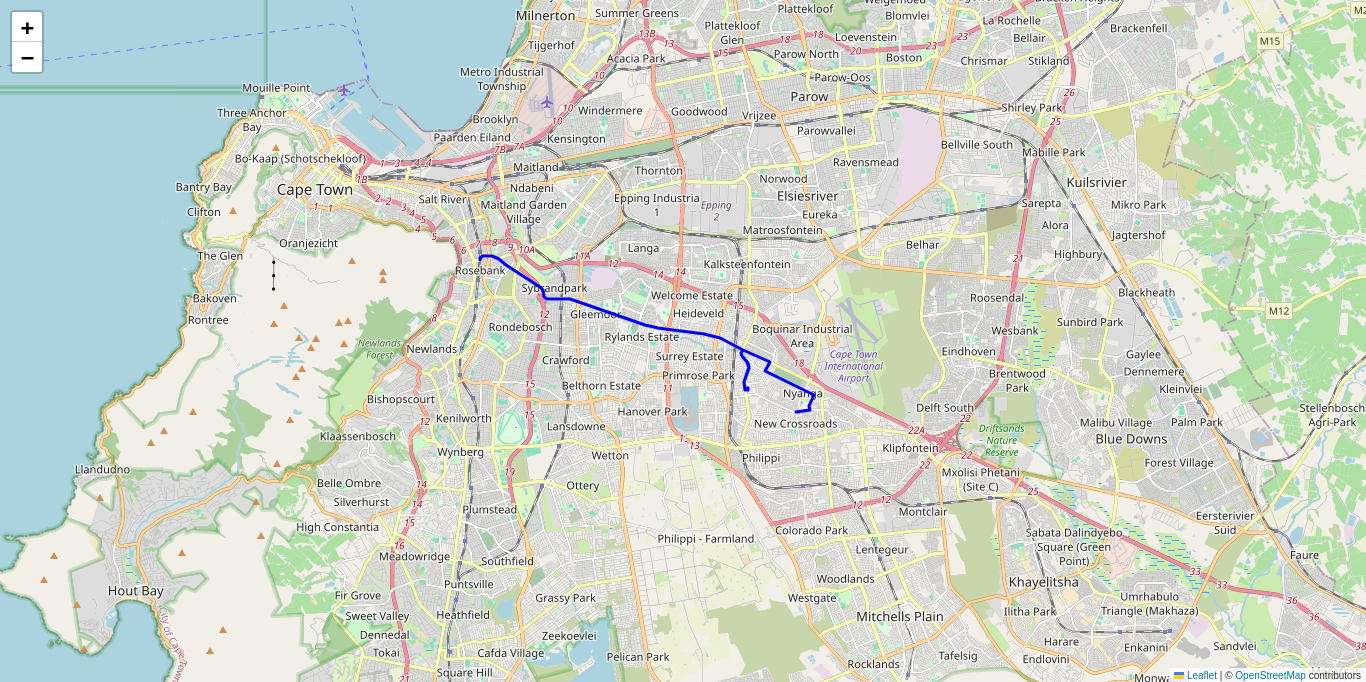 +
−
Milnerton
Summer Greens
Plattekloof
Welgemoed
Blomvlei
La Rochelle
Bracken Heights
M2
Brackenfell
M15
Tijgerhof
13B
Plattekloof
Glen
Loevenstein
Bellair
13
15
20
23
23
Acacia Park
Parow North
Boston
Chrismar
Stikland
Metro Industrial
Township
10
Parow-Oos
Mouille Point
Parow
26
Three Anchor
Bay
Brooklyn
10
Windermere
Goodwood
Vrijzee
Shirley Park
25
Paarden Eiland
Kensington
Parowvallei
7B
7A
Bellville South
Mabille Park
Bo-Kaap (Schotschekloof)
1
3
4
4
Maitland
Thornton
Ravensmead
1B
Bantry Bay
Cape Town
Ndabeni
Norwood
Kuilsrivier
Clifton
1
1
2
2
3
4
5
4
5
Salt River
Maitland Garden
Village
Epping Industria
1
Epping
2
Elsiesrivier
Eureka
Sarepta
Mikro Park
Oranjezicht
6
7
8
9
10A
Matroosfontein
Alora
Jagtershof
The Glen
6
Langa
Belhar
Highbury
21
Rosebank
11A
12
14
14
Kalksteenfontein
Sybrandpark
Welcome Estate
15
Roosendal
Blackheath
Bakoven
Rontree
8
12
Gleemoor
Heideveld
Boquinar Industrial
Area
Wesbank
Sunbird Park
M12
Rondebosch
Rylands Estate
Newlands
Forest
Newlands
15
Crawford
Surrey Estate
Cape Town
International
Airport
18
Eindhoven
Gaylee
Dennemere
Primrose Park
Brentwood
Park
Kleinvlei
Belthorn Estate
11
Nyanga
Bishopscourt
15
Hanover Park
Delft South
Stellenbosch
Agri-Park
12
Kenilworth
Lansdowne
New Crossroads
Malibu Village
Palm Park
Klaassenbosch
22A
Driftsands
Nature
Reserve
Blue Downs
Wynberg
13
Klipfontein
Wetton
Philippi
22
22
Forest Village
Llandudno
19
Mxolisi Phetani
(Site C)
Belle Ombre
14
Ottery
25
Silverhurst
14
15
Plumstead
12
Montclair
Eersterivier
Suid
High Constantia
Colorado Park
Sabata Dalindyebo
Square (Green
Point)
Philippi - Farmland
16
Meadowridge
Lentegeur
Faure
Southfield
33
33
Hout Bay
Puntsville
Woodlands
Khayelitsha
Fir Grove
Grassy Park
Westgate
Umrhabulo
Triangle (Makhaza)
36
City of Cape Town
Sweet Valley
Heathfield
Mitchells Plain
Ilitha Park
Dennedal
Zeekoevlei
Harare
38
Tokai
Cafda Village
Pelican Park
Tafelsig
Enkanini
Sandvlei
21
Square Hill
Rocklands
Endlovini
Leaflet | © OpenStreetMap contributors